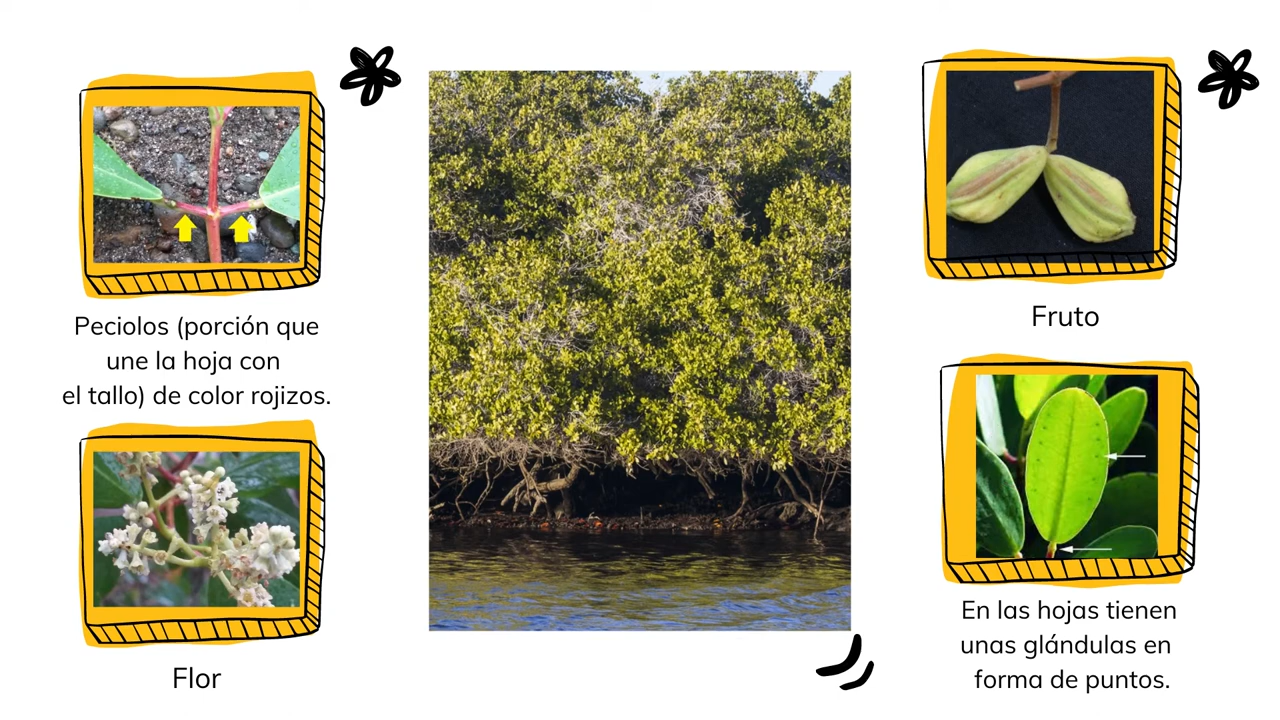 Peciolos (porción que
une la hoja con
el tallo) de color rojizos.
Flor
Fruto
En las hojas tienen
unas glándulas en
forma de puntos.